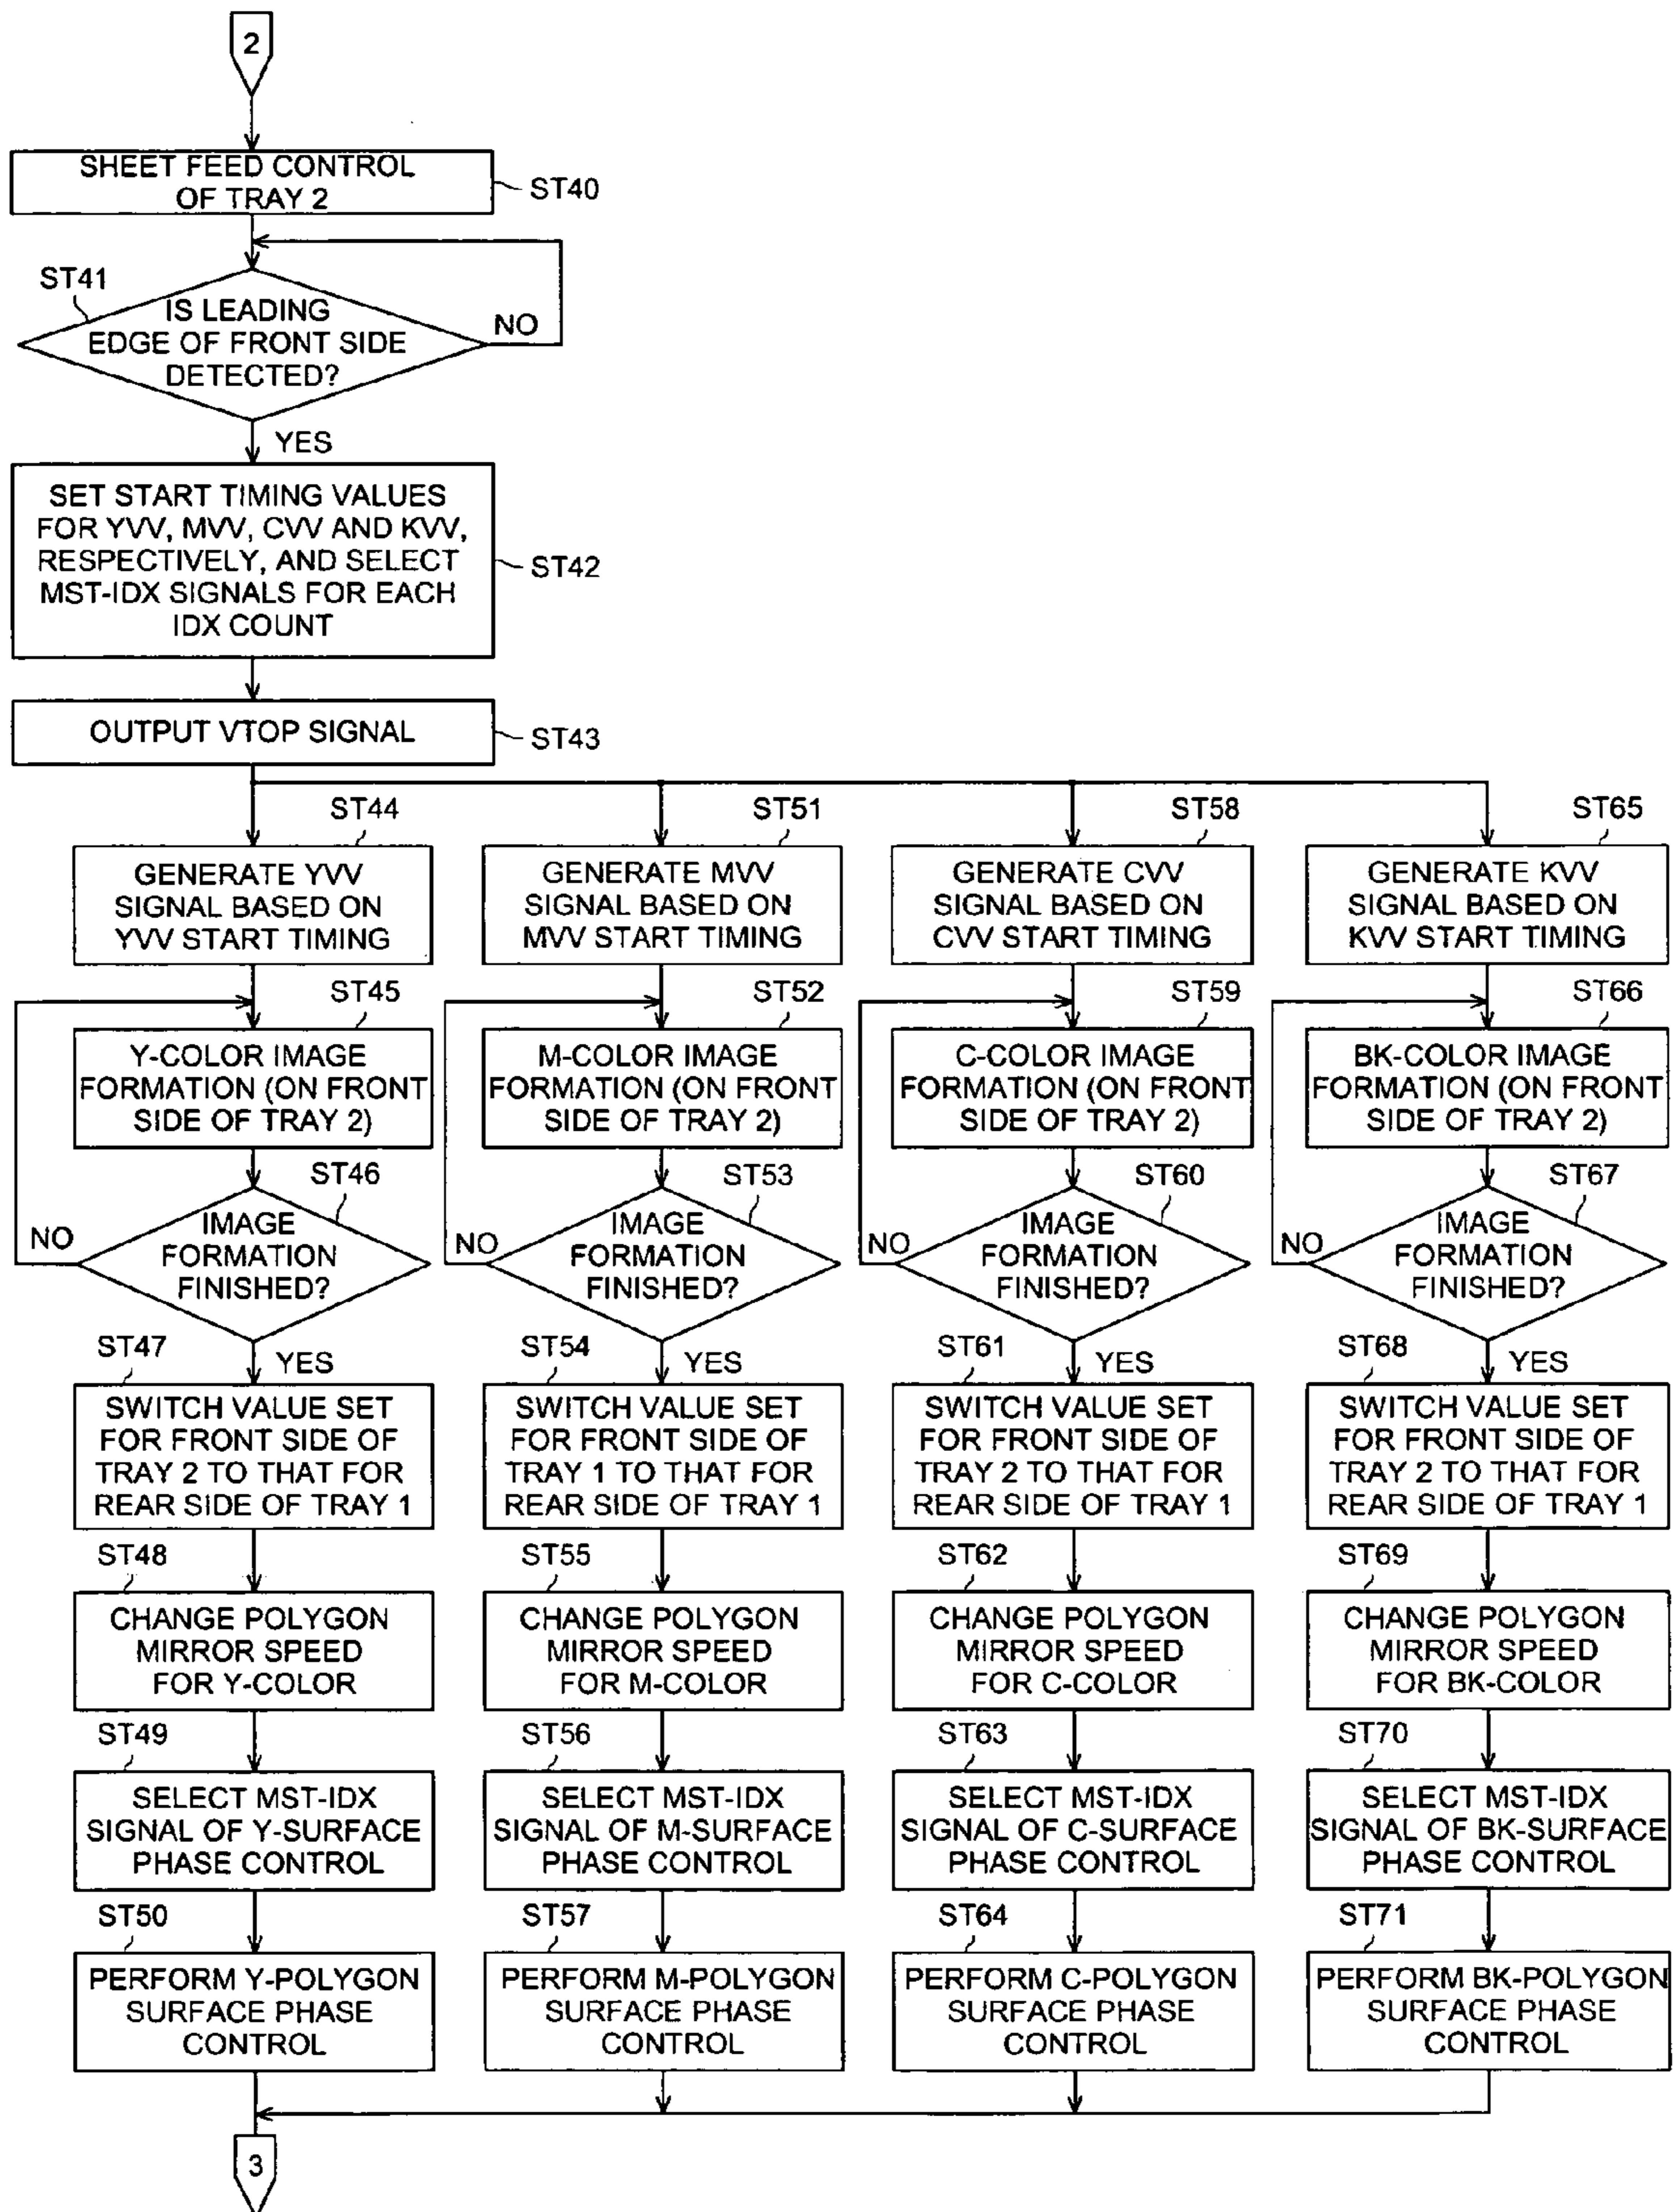 2
SHEET FEED CONTROL
OF TRAY 2
ST40
ST41
IS LEADING
EDGE OF FRONT SIDE
DETECTED?
NO
YES
SET START TIMING VALUES
FOR YVV, MVV, CVV AND KVV,
RESPECTIVELY, AND SELECT
MST-IDX SIGNALS FOR EACH
IDX COUNT
ST42
OUTPUT VTOP SIGNAL
ST43
ST44
GENERATE YVV
SIGNAL BASED ON
YVV START TIMING
ST45
Y-COLOR IMAGE
FORMATION (ON FRONT
SIDE OF TRAY 2)
ST46
IMAGE
FORMATION
FINISHED?
NO
YES
ST47
SWITCH VALUE SET
FOR FRONT SIDE OF
TRAY 2 TO THAT FOR
REAR SIDE OF TRAY 1
ST48
CHANGE POLYGON
MIRROR SPEED
FOR Y-COLOR
ST49
SELECT MST-IDX
SIGNAL OF Y-SURFACE
PHASE CONTROL
ST50
PERFORM Y-POLYGON
SURFACE PHASE
CONTROL
ST51
GENERATE MVV
SIGNAL BASED ON
MVV START TIMING
ST52
M-COLOR IMAGE
FORMATION (ON FRONT
SIDE OF TRAY 2)
ST53
IMAGE
FORMATION
FINISHED?
NO
YES
ST54
SWITCH VALUE SET
FOR FRONT SIDE OF
TRAY 1 TO THAT FOR
REAR SIDE OF TRAY 1
ST55
CHANGE POLYGON
MIRROR SPEED
FOR M-COLOR
ST56
SELECT MST-IDX
SIGNAL OF M-SURFACE
PHASE CONTROL
ST57
PERFORM M-POLYGON
SURFACE PHASE
CONTROL
ST58
GENERATE CVV
SIGNAL BASED ON
CVV START TIMING
ST59
C-COLOR IMAGE
FORMATION (ON FRONT
SIDE OF TRAY 2)
ST60
IMAGE
FORMATION
FINISHED?
NO
YES
ST61
SWITCH VALUE SET
FOR FRONT SIDE OF
TRAY 2 TO THAT FOR
REAR SIDE OF TRAY 1
ST62
CHANGE POLYGON
MIRROR SPEED
FOR C-COLOR
ST63
SELECT MST-IDX
SIGNAL OF C-SURFACE
PHASE CONTROL
ST64
PERFORM C-POLYGON
SURFACE PHASE
CONTROL
ST65
GENERATE KVV
SIGNAL BASED ON
KVV START TIMING
ST66
BK-COLOR IMAGE
FORMATION (ON FRONT
SIDE OF TRAY 2)
ST67
IMAGE
FORMATION
FINISHED?
NO
YES
ST68
SWITCH VALUE SET
FOR FRONT SIDE OF
TRAY 2 TO THAT FOR
REAR SIDE OF TRAY 1
ST69
CHANGE POLYGON
MIRROR SPEED
FOR BK-COLOR
ST70
SELECT MST-IDX
SIGNAL OF BK-SURFACE
PHASE CONTROL
ST71
PERFORM BK-POLYGON
SURFACE PHASE
CONTROL
3